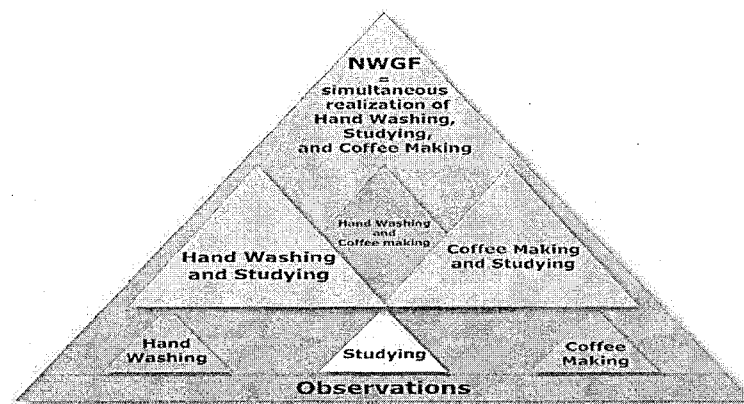 NWGF
=
simultaneous
realization of
Hand Washing,
Studying,
and Coffee Making
Hand Washing
and
Coffee making
Hand Washing
and Studying
Coffee Making
and Studying
Hand
Washing
Studying
Coffee
Making
Observations